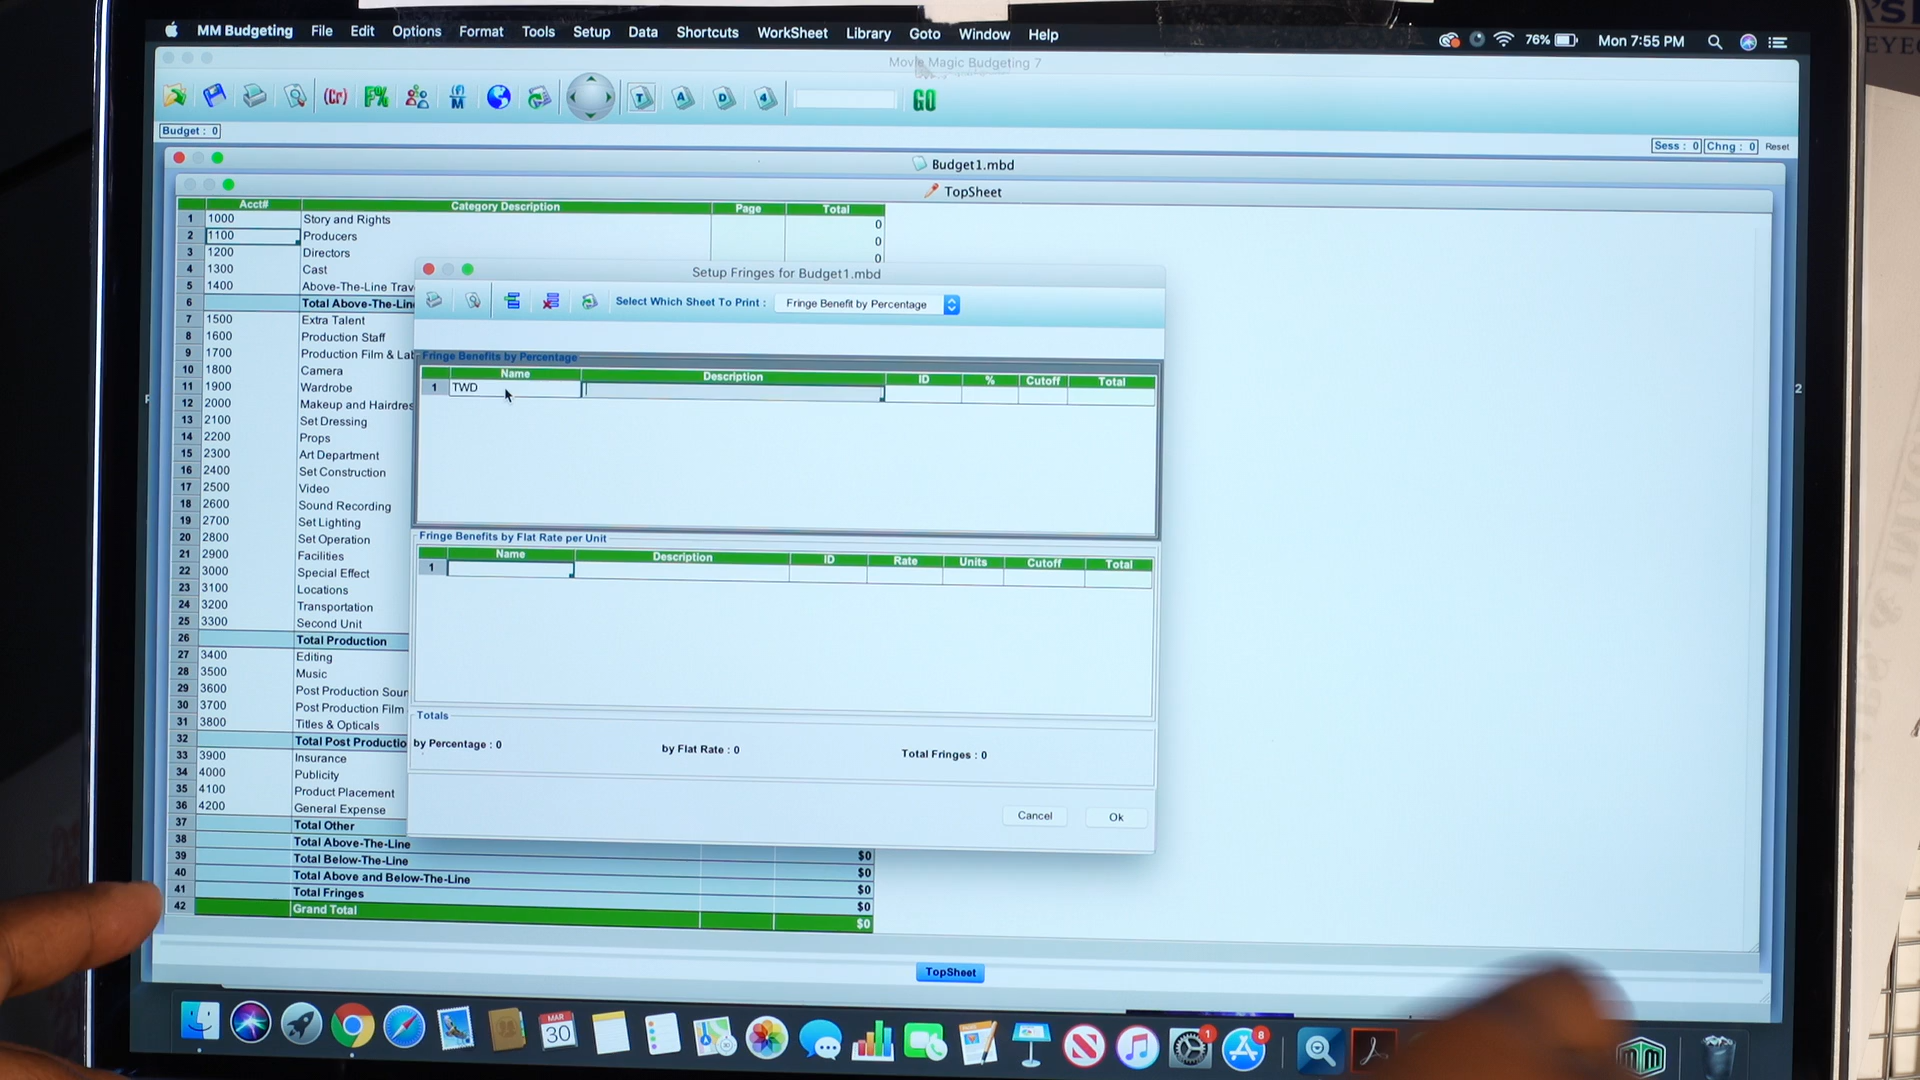 MM Budgeting File Edit Options Format Tools Setup Data Shortcuts WorkSheet Library Goto Window Help 76% Mon 7:55 PM
Movie Magic Budgeting 7
(Cr) F% T A D 4 GO
Budget : 0 Sess : 0 Chng : 0 Reset
Budget1.mbd
TopSheet
Acct# Category Description Page Total
1 1000 Story and Rights 0
2 1100 Producers 0
3 1200 Directors 0
4 1300 Cast
5 1400 Above-The-Line Trav
6 Total Above-The-Lin
7 1500 Extra Talent
8 1600 Production Staff
9 1700 Production Film & Lab
10 1800 Camera
11 1900 Wardrobe
12 2000 Makeup and Hairdres
13 2100 Set Dressing
14 2200 Props
15 2300 Art Department
16 2400 Set Construction
17 2500 Video
18 2600 Sound Recording
19 2700 Set Lighting
20 2800 Set Operation
21 2900 Facilities
22 3000 Special Effect
23 3100 Locations
24 3200 Transportation
25 3300 Second Unit
26 Total Production
27 3400 Editing
28 3500 Music
29 3600 Post Production Soun
30 3700 Post Production Film
31 3800 Titles & Opticals
32 Total Post Productio
33 3900 Insurance
34 4000 Publicity
35 4100 Product Placement
36 4200 General Expense
37 Total Other
38 Total Above-The-Line $0
39 Total Below-The-Line $0
40 Total Above and Below-The-Line $0
41 Total Fringes $0
42 Grand Total $0
Setup Fringes for Budget1.mbd
Select Which Sheet To Print : Fringe Benefit by Percentage
Fringe Benefits by Percentage
Name Description ID % Cutoff Total
1 TWD
Fringe Benefits by Flat Rate per Unit
Name Description ID Rate Units Cutoff Total
1
Totals
by Percentage : 0 by Flat Rate : 0 Total Fringes : 0
Cancel Ok
TopSheet
MAR
30
1
8
2